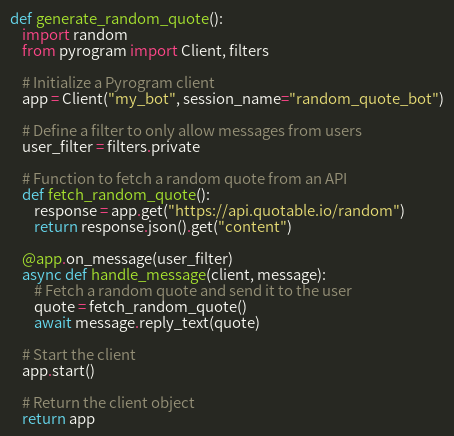 def generate_random_quote():
    import random
    from pyrogram import Client, filters

    # Initialize a Pyrogram client
    app = Client("my_bot", session_name="random_quote_bot")

    # Define a filter to only allow messages from users
    user_filter = filters.private

    # Function to fetch a random quote from an API
    def fetch_random_quote():
        response = app.get("https://api.quotable.io/random")
        return response.json().get("content")

    @app.on_message(user_filter)
    async def handle_message(client, message):
        # Fetch a random quote and send it to the user
        quote = fetch_random_quote()
        await message.reply_text(quote)

    # Start the client
    app.start()

    # Return the client object
    return app